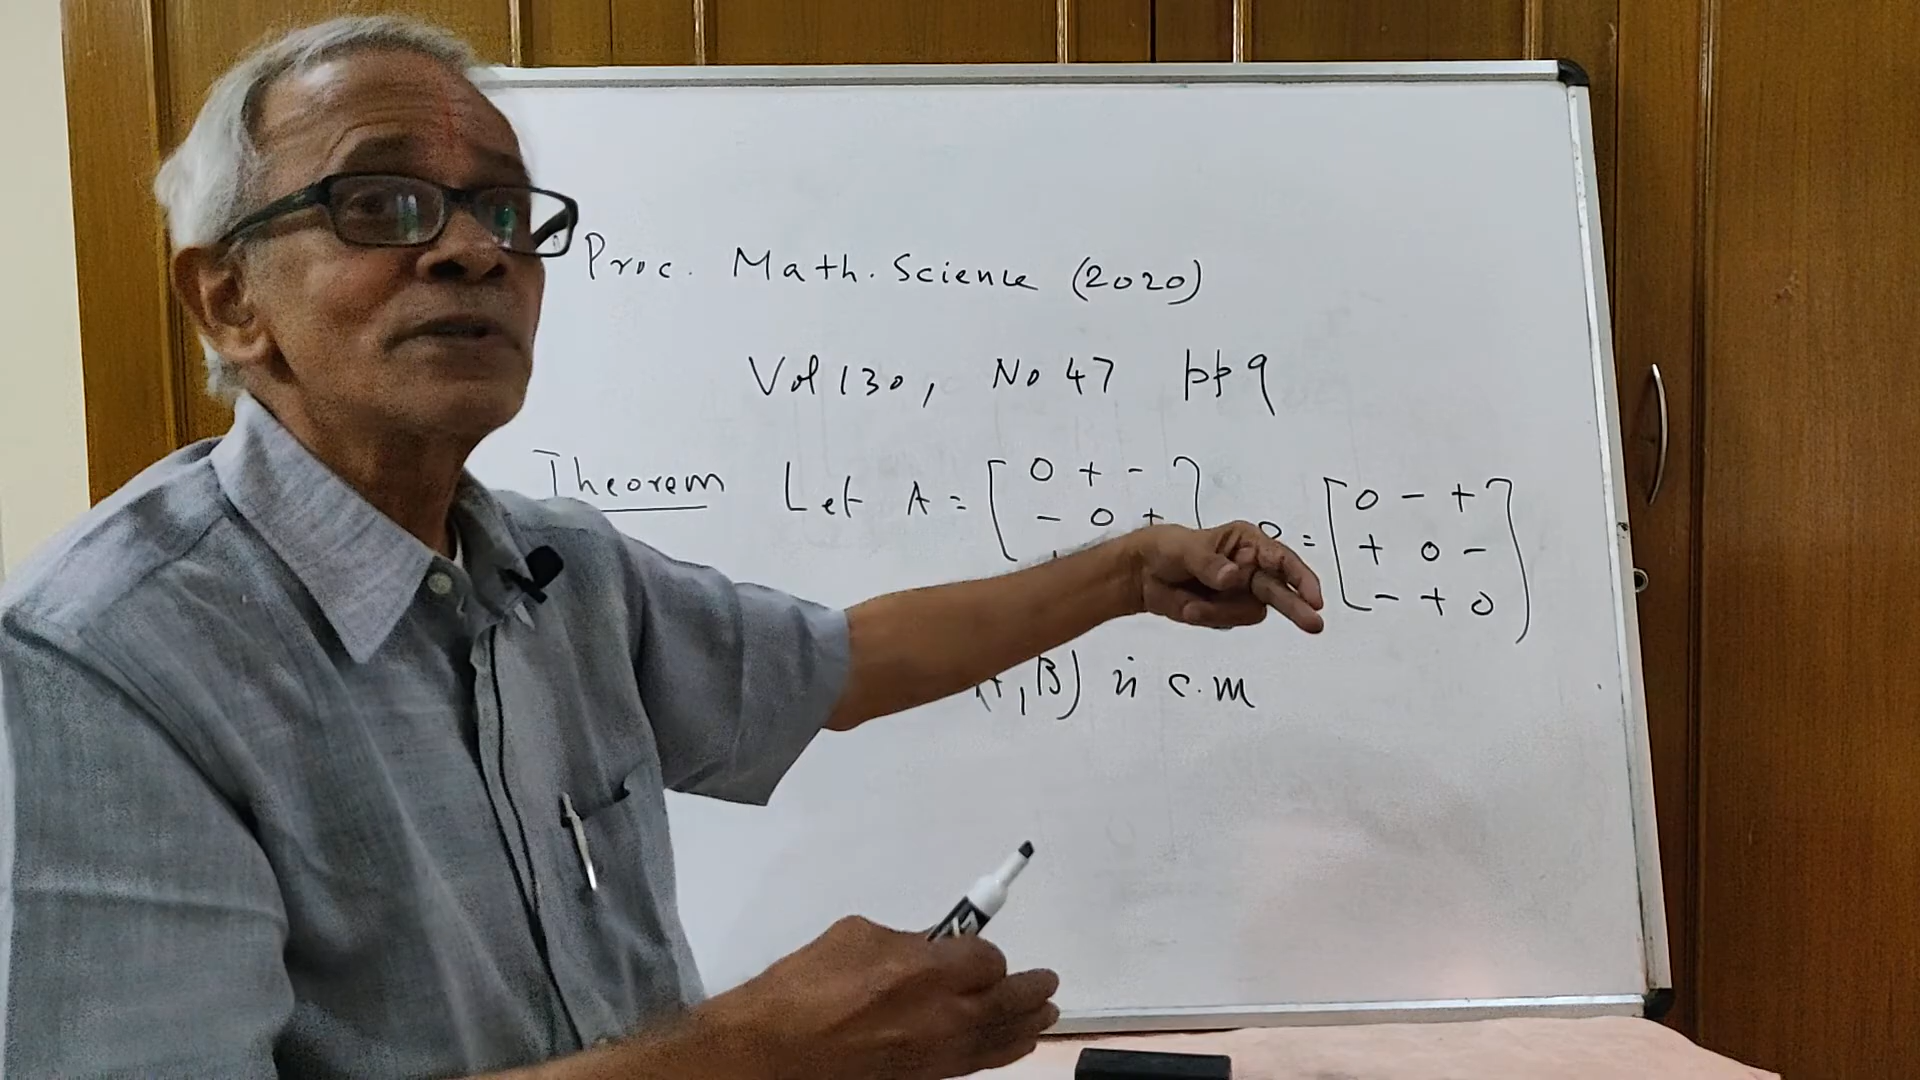 Proc. Math. Science (2020)
Vol 130, No 47 pp 9
Theorem Let A = [ 0 + - ] = [ 0 - + ]
- 0 + + 0 -
- + 0
, B) is c.m